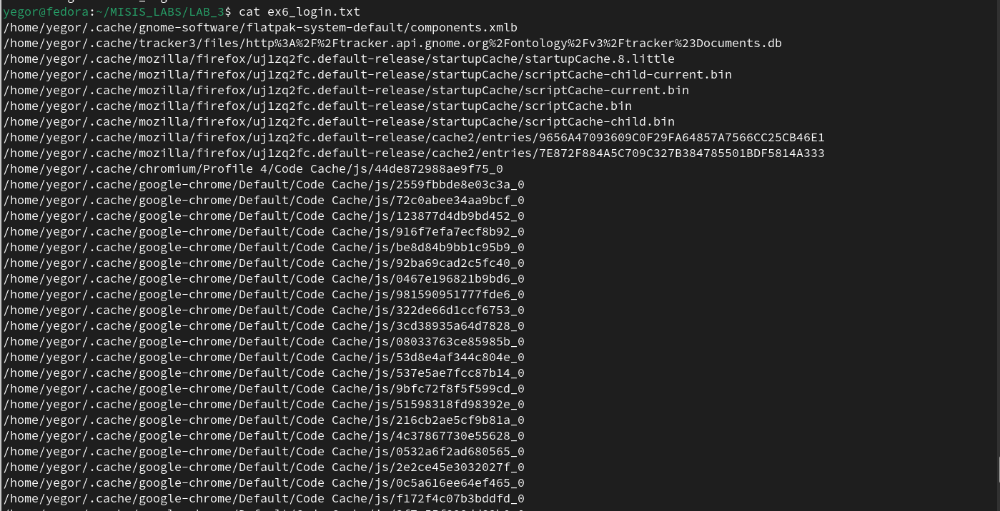 yegor@fedora:~/MISIS_LABS/LAB_3$ cat ex6_login.txt
/home/yegor/.cache/gnome-software/flatpak-system-default/components.xmlb
/home/yegor/.cache/tracker3/files/http%3A%2F%2Ftracker.api.gnome.org%2Fontology%2Fv3%2Ftracker%23Documents.db
/home/yegor/.cache/mozilla/firefox/uj1zq2fc.default-release/startupCache/startupCache.8.little
/home/yegor/.cache/mozilla/firefox/uj1zq2fc.default-release/startupCache/scriptCache-child-current.bin
/home/yegor/.cache/mozilla/firefox/uj1zq2fc.default-release/startupCache/scriptCache-current.bin
/home/yegor/.cache/mozilla/firefox/uj1zq2fc.default-release/startupCache/scriptCache.bin
/home/yegor/.cache/mozilla/firefox/uj1zq2fc.default-release/startupCache/scriptCache-child.bin
/home/yegor/.cache/mozilla/firefox/uj1zq2fc.default-release/cache2/entries/9656A47093609C0F29FA64857A7566CC25CB46E1
/home/yegor/.cache/mozilla/firefox/uj1zq2fc.default-release/cache2/entries/7E872F884A5C709C327B384785501BDF5814A333
/home/yegor/.cache/chromium/Profile 4/Code Cache/js/44de872988ae9f75_0
/home/yegor/.cache/google-chrome/Default/Code Cache/js/2559fbbde8e03c3a_0
/home/yegor/.cache/google-chrome/Default/Code Cache/js/72c0abee34aa9bcf_0
/home/yegor/.cache/google-chrome/Default/Code Cache/js/123877d4db9bd452_0
/home/yegor/.cache/google-chrome/Default/Code Cache/js/916f7efa7ecf8b92_0
/home/yegor/.cache/google-chrome/Default/Code Cache/js/be8d84b9bb1c95b9_0
/home/yegor/.cache/google-chrome/Default/Code Cache/js/92ba69cad2c5fc40_0
/home/yegor/.cache/google-chrome/Default/Code Cache/js/0467e196821b9bd6_0
/home/yegor/.cache/google-chrome/Default/Code Cache/js/981590951777fde6_0
/home/yegor/.cache/google-chrome/Default/Code Cache/js/322de66d1ccf6753_0
/home/yegor/.cache/google-chrome/Default/Code Cache/js/3cd38935a64d7828_0
/home/yegor/.cache/google-chrome/Default/Code Cache/js/08033763ce85985b_0
/home/yegor/.cache/google-chrome/Default/Code Cache/js/53d8e4af344c804e_0
/home/yegor/.cache/google-chrome/Default/Code Cache/js/537e5ae7fcc87b14_0
/home/yegor/.cache/google-chrome/Default/Code Cache/js/9bfc72f8f5f599cd_0
/home/yegor/.cache/google-chrome/Default/Code Cache/js/51598318fd98392e_0
/home/yegor/.cache/google-chrome/Default/Code Cache/js/216cb2ae5cf9b81a_0
/home/yegor/.cache/google-chrome/Default/Code Cache/js/4c37867730e55628_0
/home/yegor/.cache/google-chrome/Default/Code Cache/js/0532a6f2ad680565_0
/home/yegor/.cache/google-chrome/Default/Code Cache/js/2e2ce45e3032027f_0
/home/yegor/.cache/google-chrome/Default/Code Cache/js/0c5a616ee64ef465_0
/home/yegor/.cache/google-chrome/Default/Code Cache/js/f172f4c07b3bddfd_0